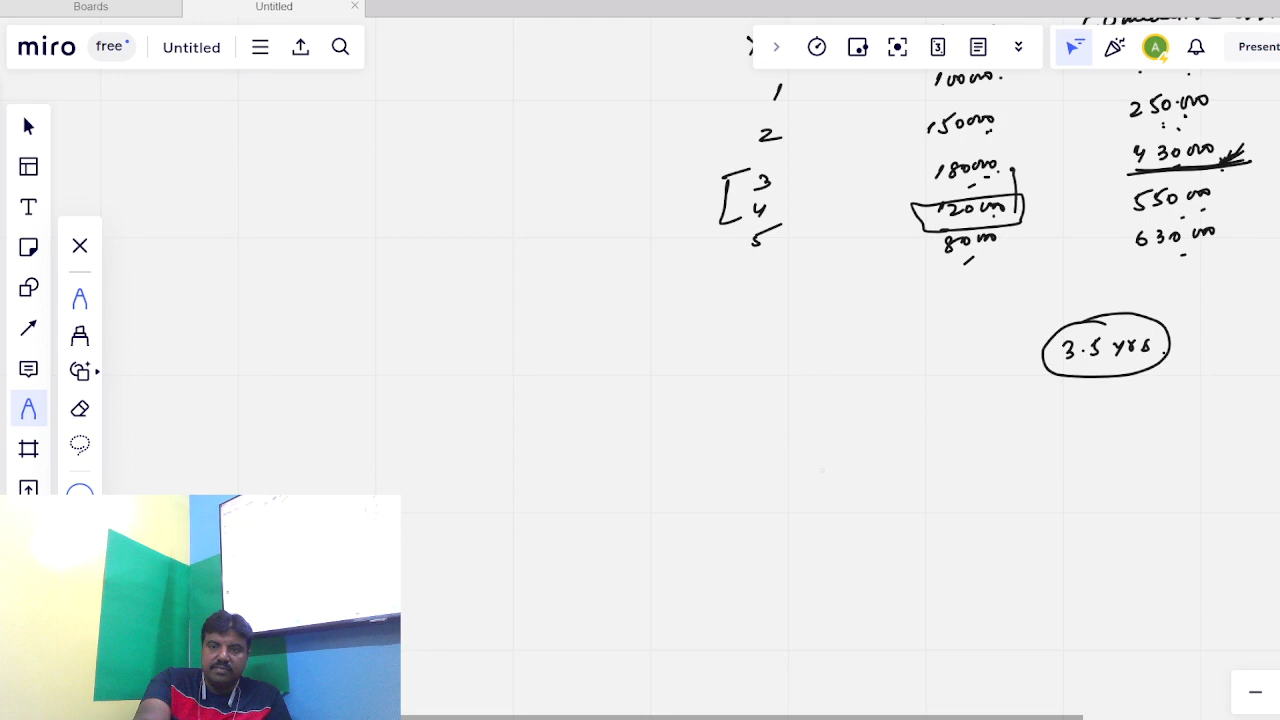 Boards Untitled
miro free Untitled
3
A
Present
1 100000.
2 150000 250000
3 180000. 430000
4 120000 550000
5 80000 630000
3.5 yrs.